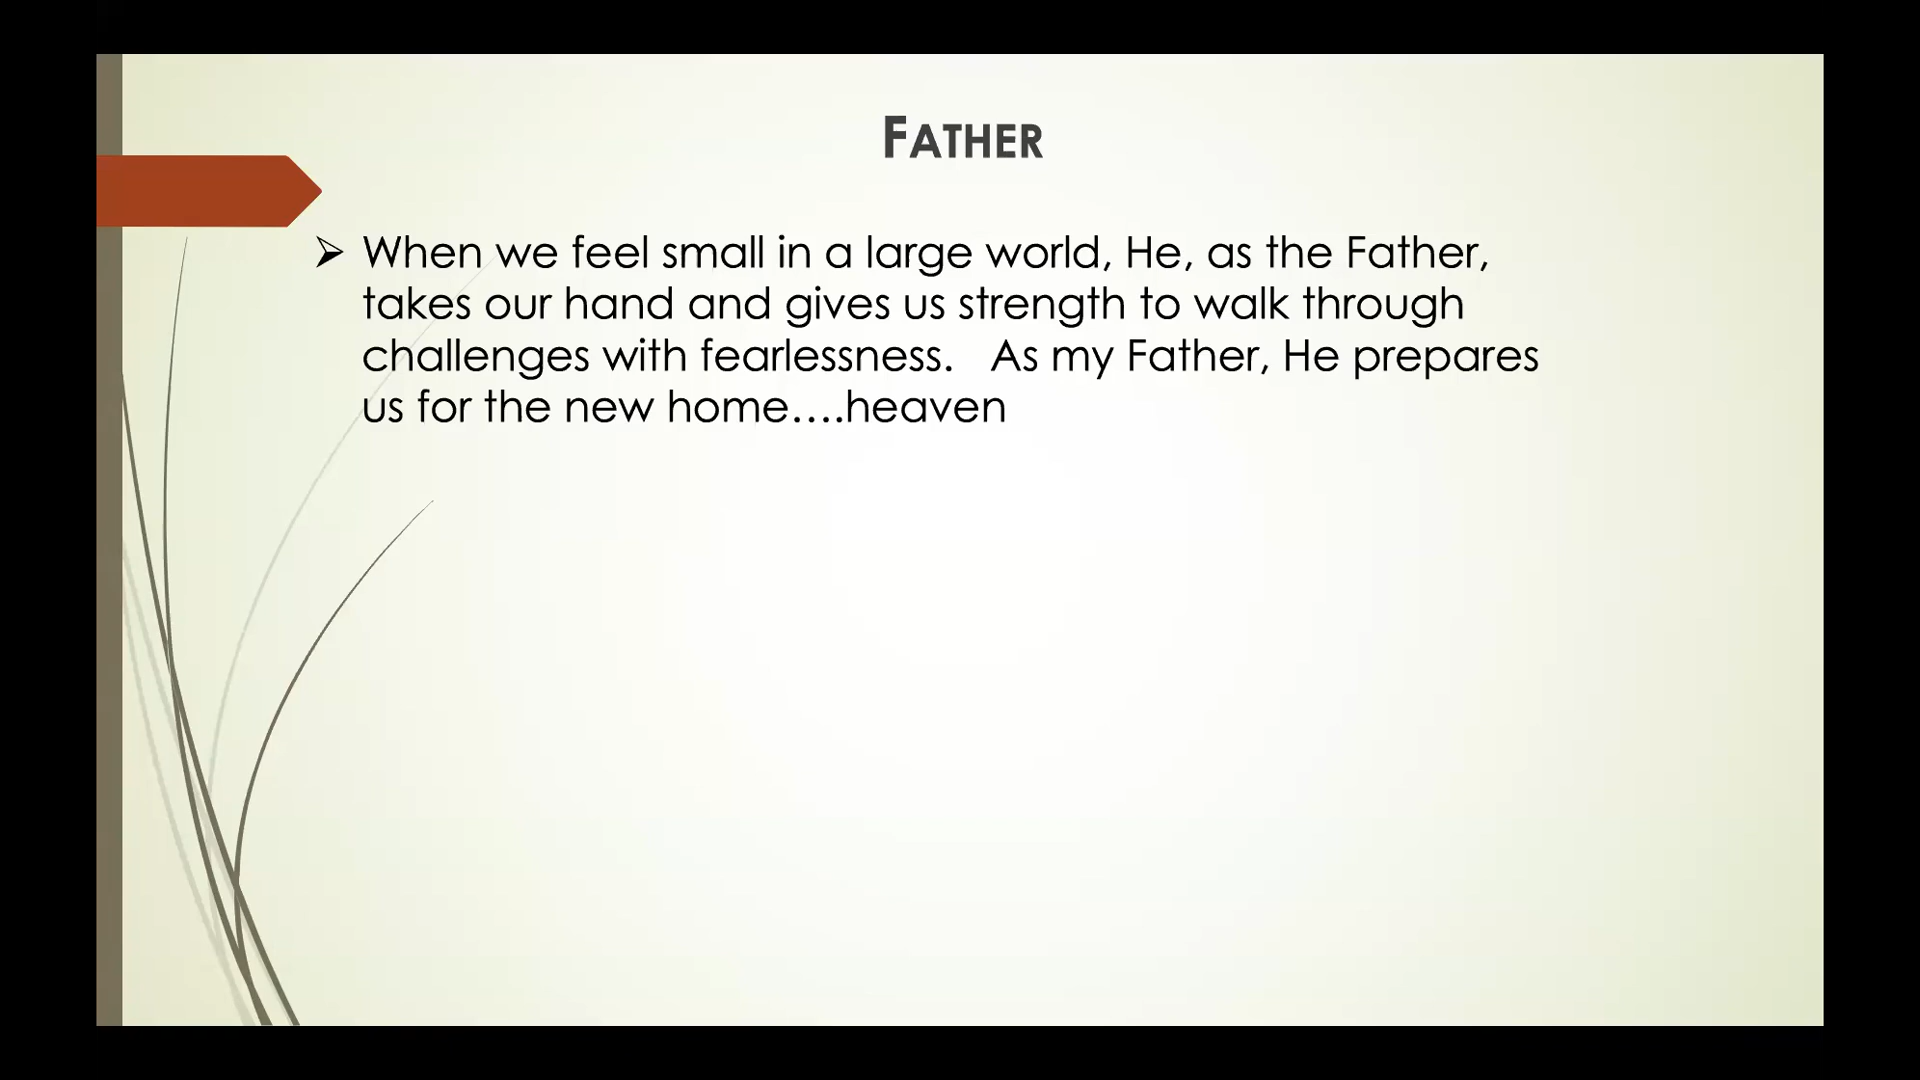 FATHER
When we feel small in a large world, He, as the Father,
takes our hand and gives us strength to walk through
challenges with fearlessness.   As my Father, He prepares
us for the new home….heaven